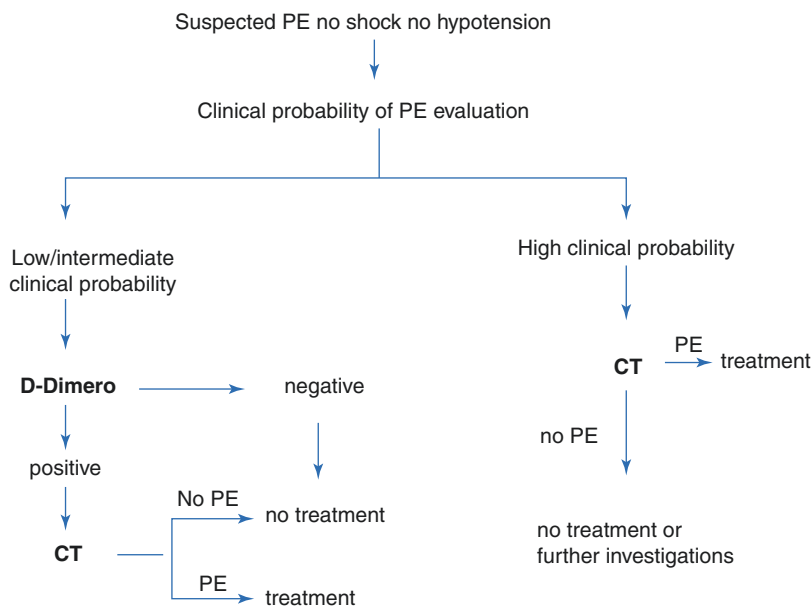 Suspected PE no shock no hypotension
Clinical probability of PE evaluation
Low/intermediate
clinical probability
D-Dimero
negative
positive
No PE
no treatment
CT
PE
treatment
High clinical probability
CT
PE
treatment
no PE
no treatment or
further investigations